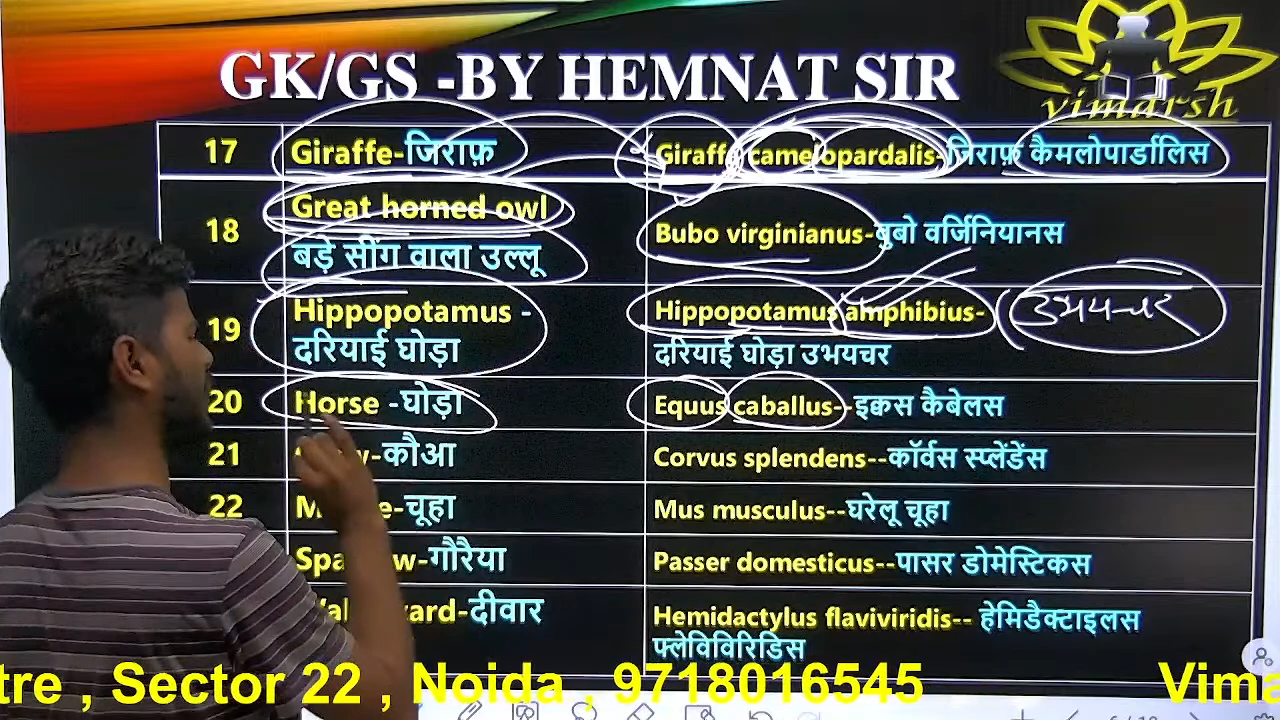 GK/GS -BY HEMNAT SIR
vimarsh
17 Giraffe-जिराफ़ Giraffa camelopardalis-जिराफ़ कैमलोपार्डालिस
18 Great horned owl बड़े सींग वाला उल्लू Bubo virginianus-बुबो वर्जिनियानस
19 Hippopotamus - Hippopotamus amphibius- उभयचर
दरियाई घोड़ा दरियाई घोड़ा उभयचर
20 Horse -घोड़ा Equus caballus--इक्वस कैबेलस
21 -कौआ Corvus splendens--कॉर्वस स्प्लेंडेंस
22 -चूहा Mus musculus--घरेलू चूहा
-गौरैया Passer domesticus--पासर डोमेस्टिकस
-दीवार Hemidactylus flaviviridis-- हेमिडैक्टाइलस
फ्लेविविरिडिस
tre , Sector 22 , Noida , 9718016545 Vima